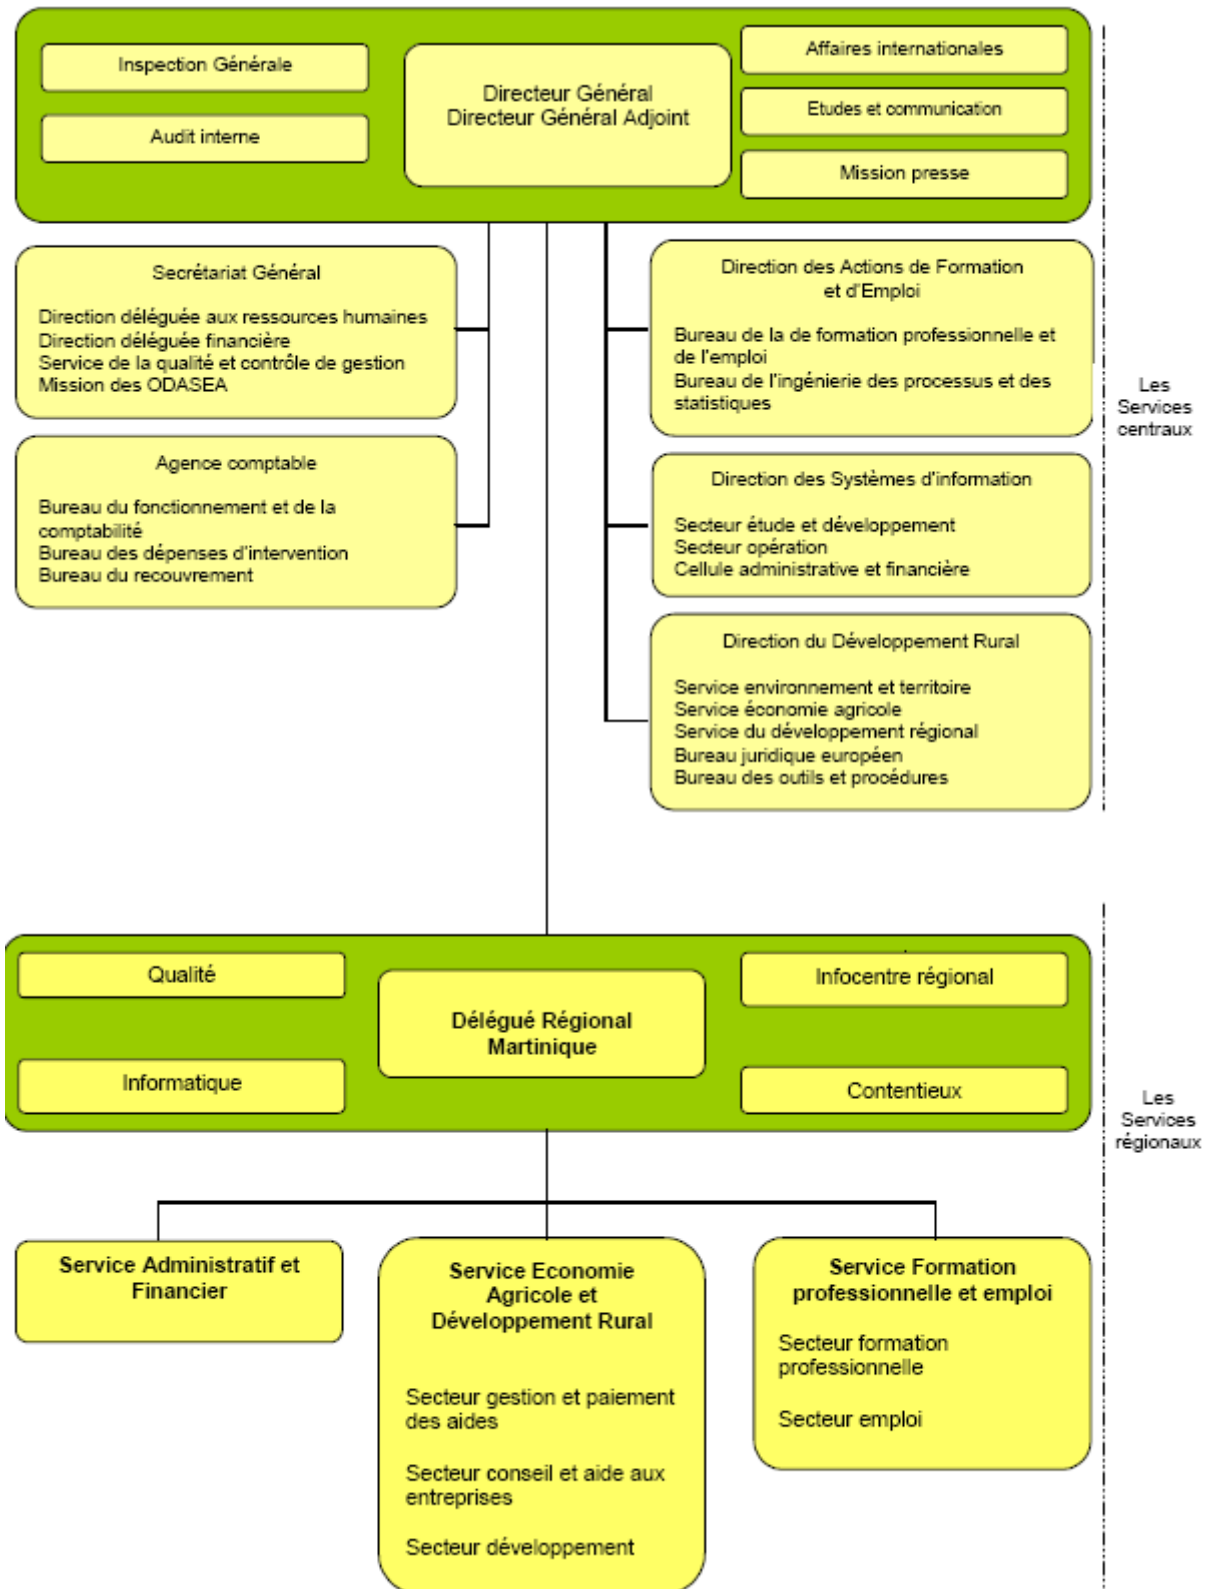 Inspection Générale
Audit interne
Directeur Général
Directeur Général Adjoint
Affaires internationales
Etudes et communication
Mission presse
Secrétariat Général
Direction déléguée aux ressources humaines
Direction déléguée financière
Service de la qualité et contrôle de gestion
Mission des ODASEA
Agence comptable
Bureau du fonctionnement et de la
comptabilité
Bureau des dépenses d'intervention
Bureau du recouvrement
Direction des Actions de Formation
et d'Emploi
Bureau de la de formation professionnelle et
de l'emploi
Bureau de l'ingénierie des processus et des
statistiques
Direction des Systèmes d'information
Secteur étude et développement
Secteur opération
Cellule administrative et financière
Direction du Développement Rural
Service environnement et territoire
Service économie agricole
Service du développement régional
Bureau juridique européen
Bureau des outils et procédures
Les
Services
centraux
Qualité
Informatique
Délégué Régional
Martinique
Infocentre régional
Contentieux
Les
Services
régionaux
Service Administratif et
Financier
Service Economie
Agricole et
Développement Rural
Secteur gestion et paiement
des aides
Secteur conseil et aide aux
entreprises
Secteur développement
Service Formation
professionnelle et emploi
Secteur formation
professionnelle
Secteur emploi